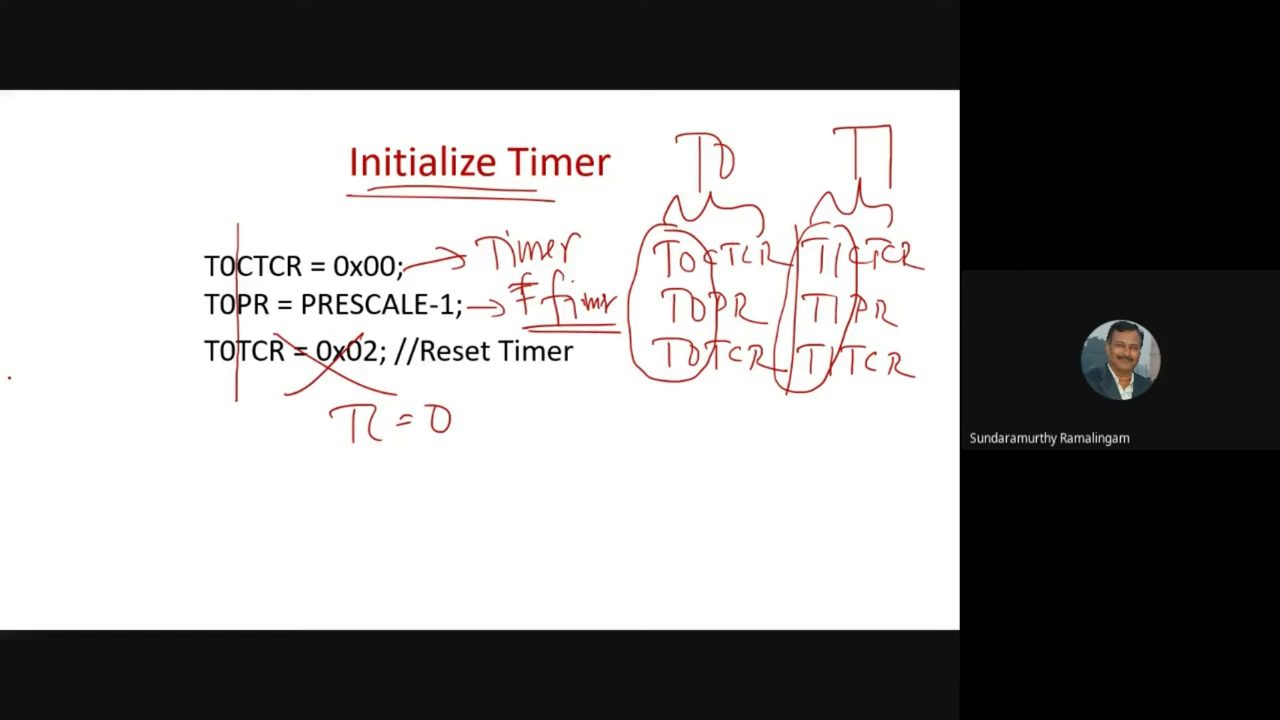 Initialize Timer
T0 T1
T0CTCR = 0x00; Timer T0CTCR T1CTCR
T0PR = PRESCALE-1; T0PR T1PR
T0TCR = 0x02; //Reset Timer T0TCR T1TCR
= 0
Sundaramurthy Ramalingam